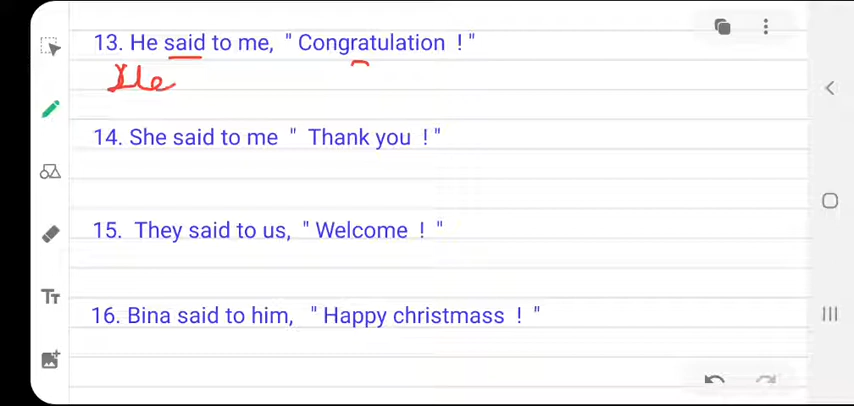 13. He said to me, " Congratulation ! "
He
14. She said to me " Thank you ! "
15. They said to us, " Welcome ! "
16. Bina said to him, " Happy christmass ! "
TT